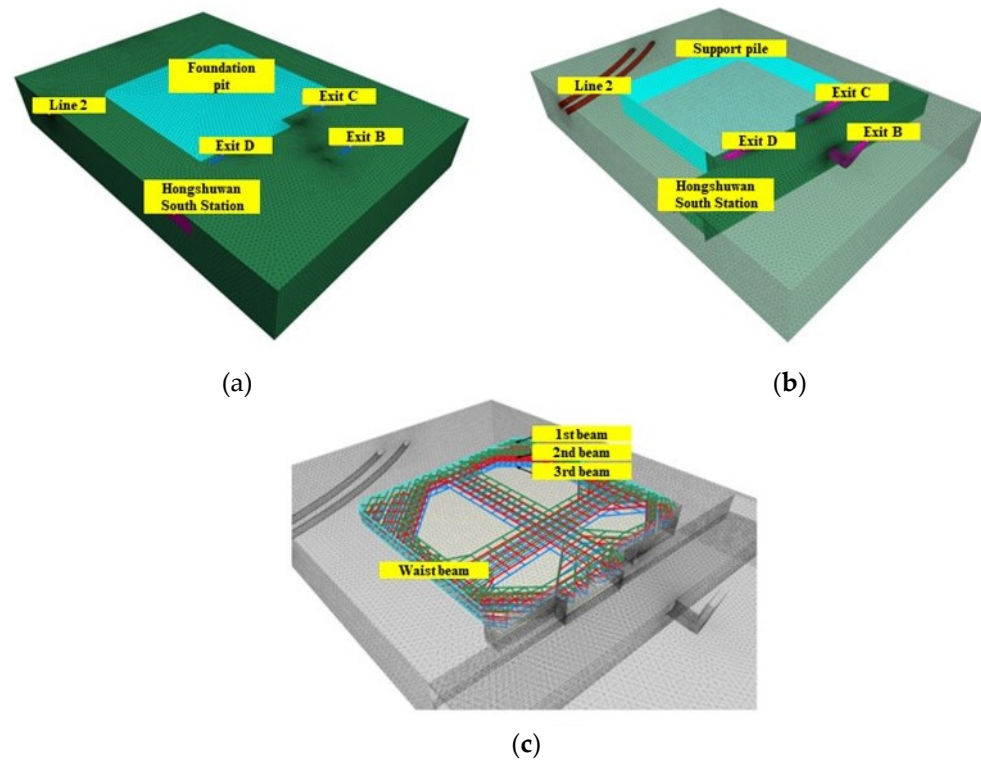 Foundation
pit
Exit C
Line 2
Exit B
Exit D
Hongshuwan
South Station
(a)
Support pile
Line 2
Exit C
Exit B
Exit D
Hongshuwan
South Station
(b)
1st beam
2nd beam
3rd beam
Waist beam
(c)